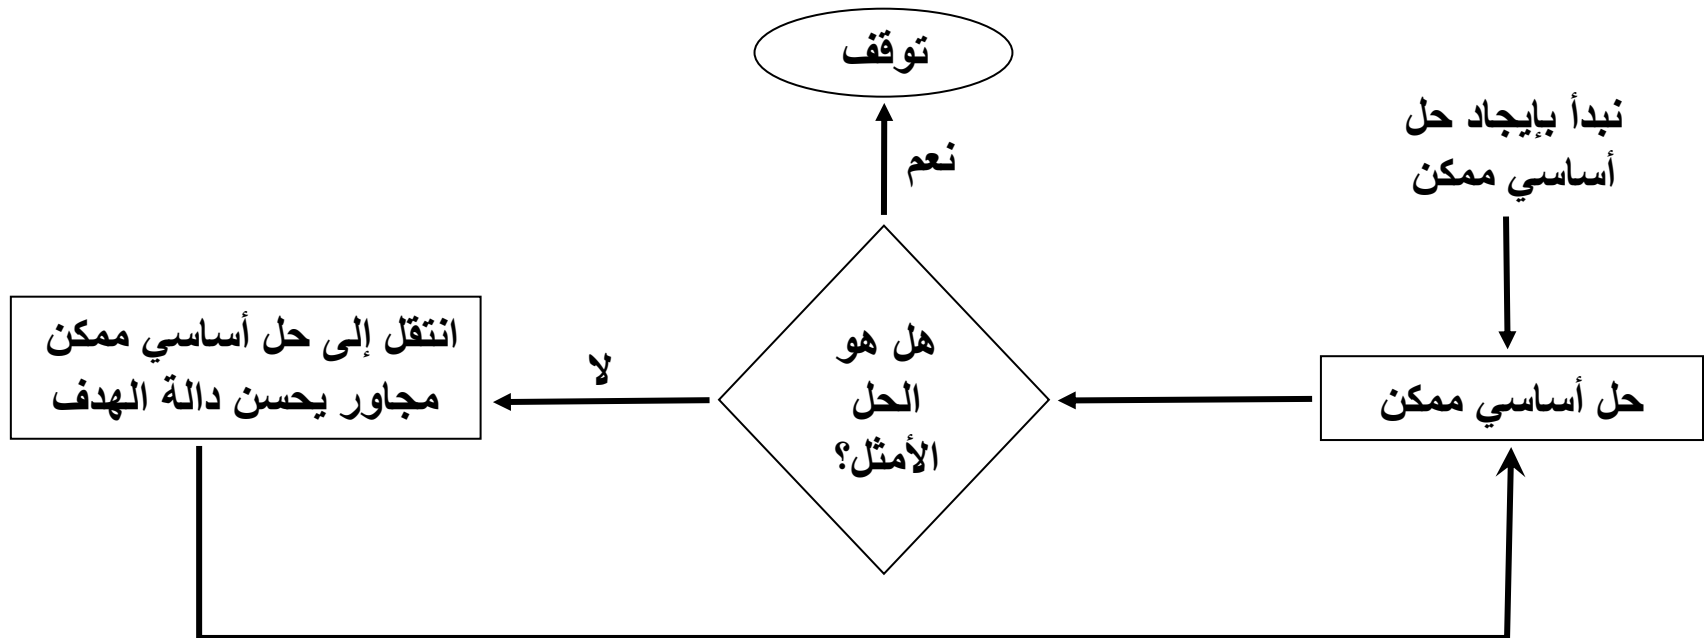 توقف
نبدأ بإيجاد حل
أساسي ممكن
نعم
حل أساسي ممكن
هل هو
الحل
الأمثل؟
لا
انتقل إلى حل أساسي ممكن
مجاور يحسن دالة الهدف